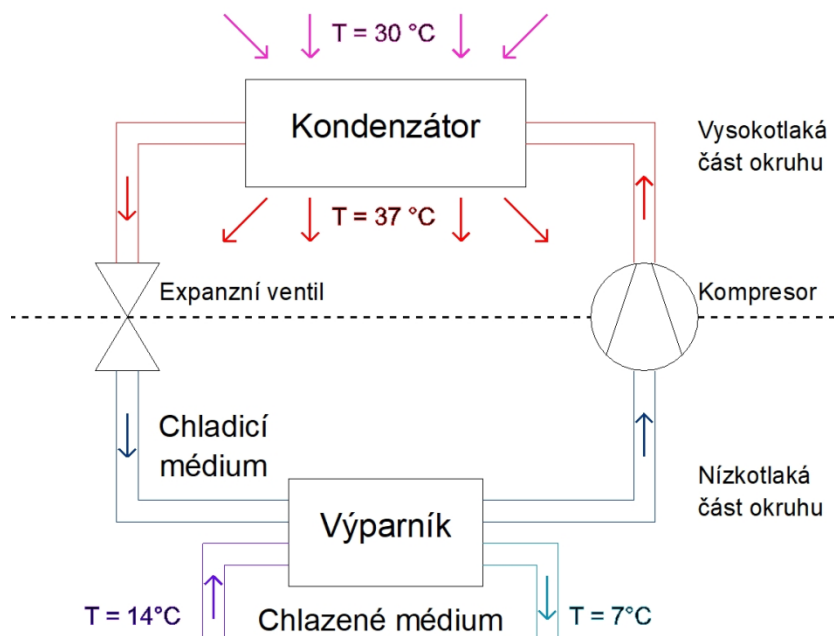 T = 30 °C
Kondenzátor
Vysokotlaká
část okruhu
T = 37 °C
Expanzní ventil
Kompresor
Chladicí
médium
Nízkotlaká
část okruhu
Výparník
T = 14°C
Chlazené médium
T = 7°C